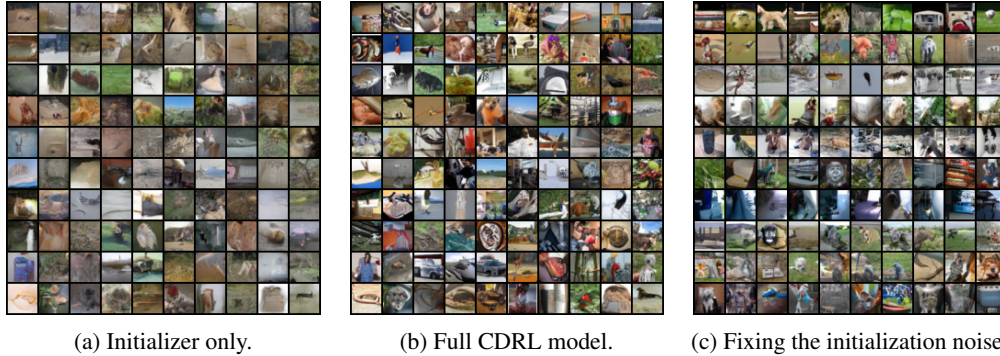 (a) Initializer only.
(b) Full CDRL model.
(c) Fixing the initialization noise